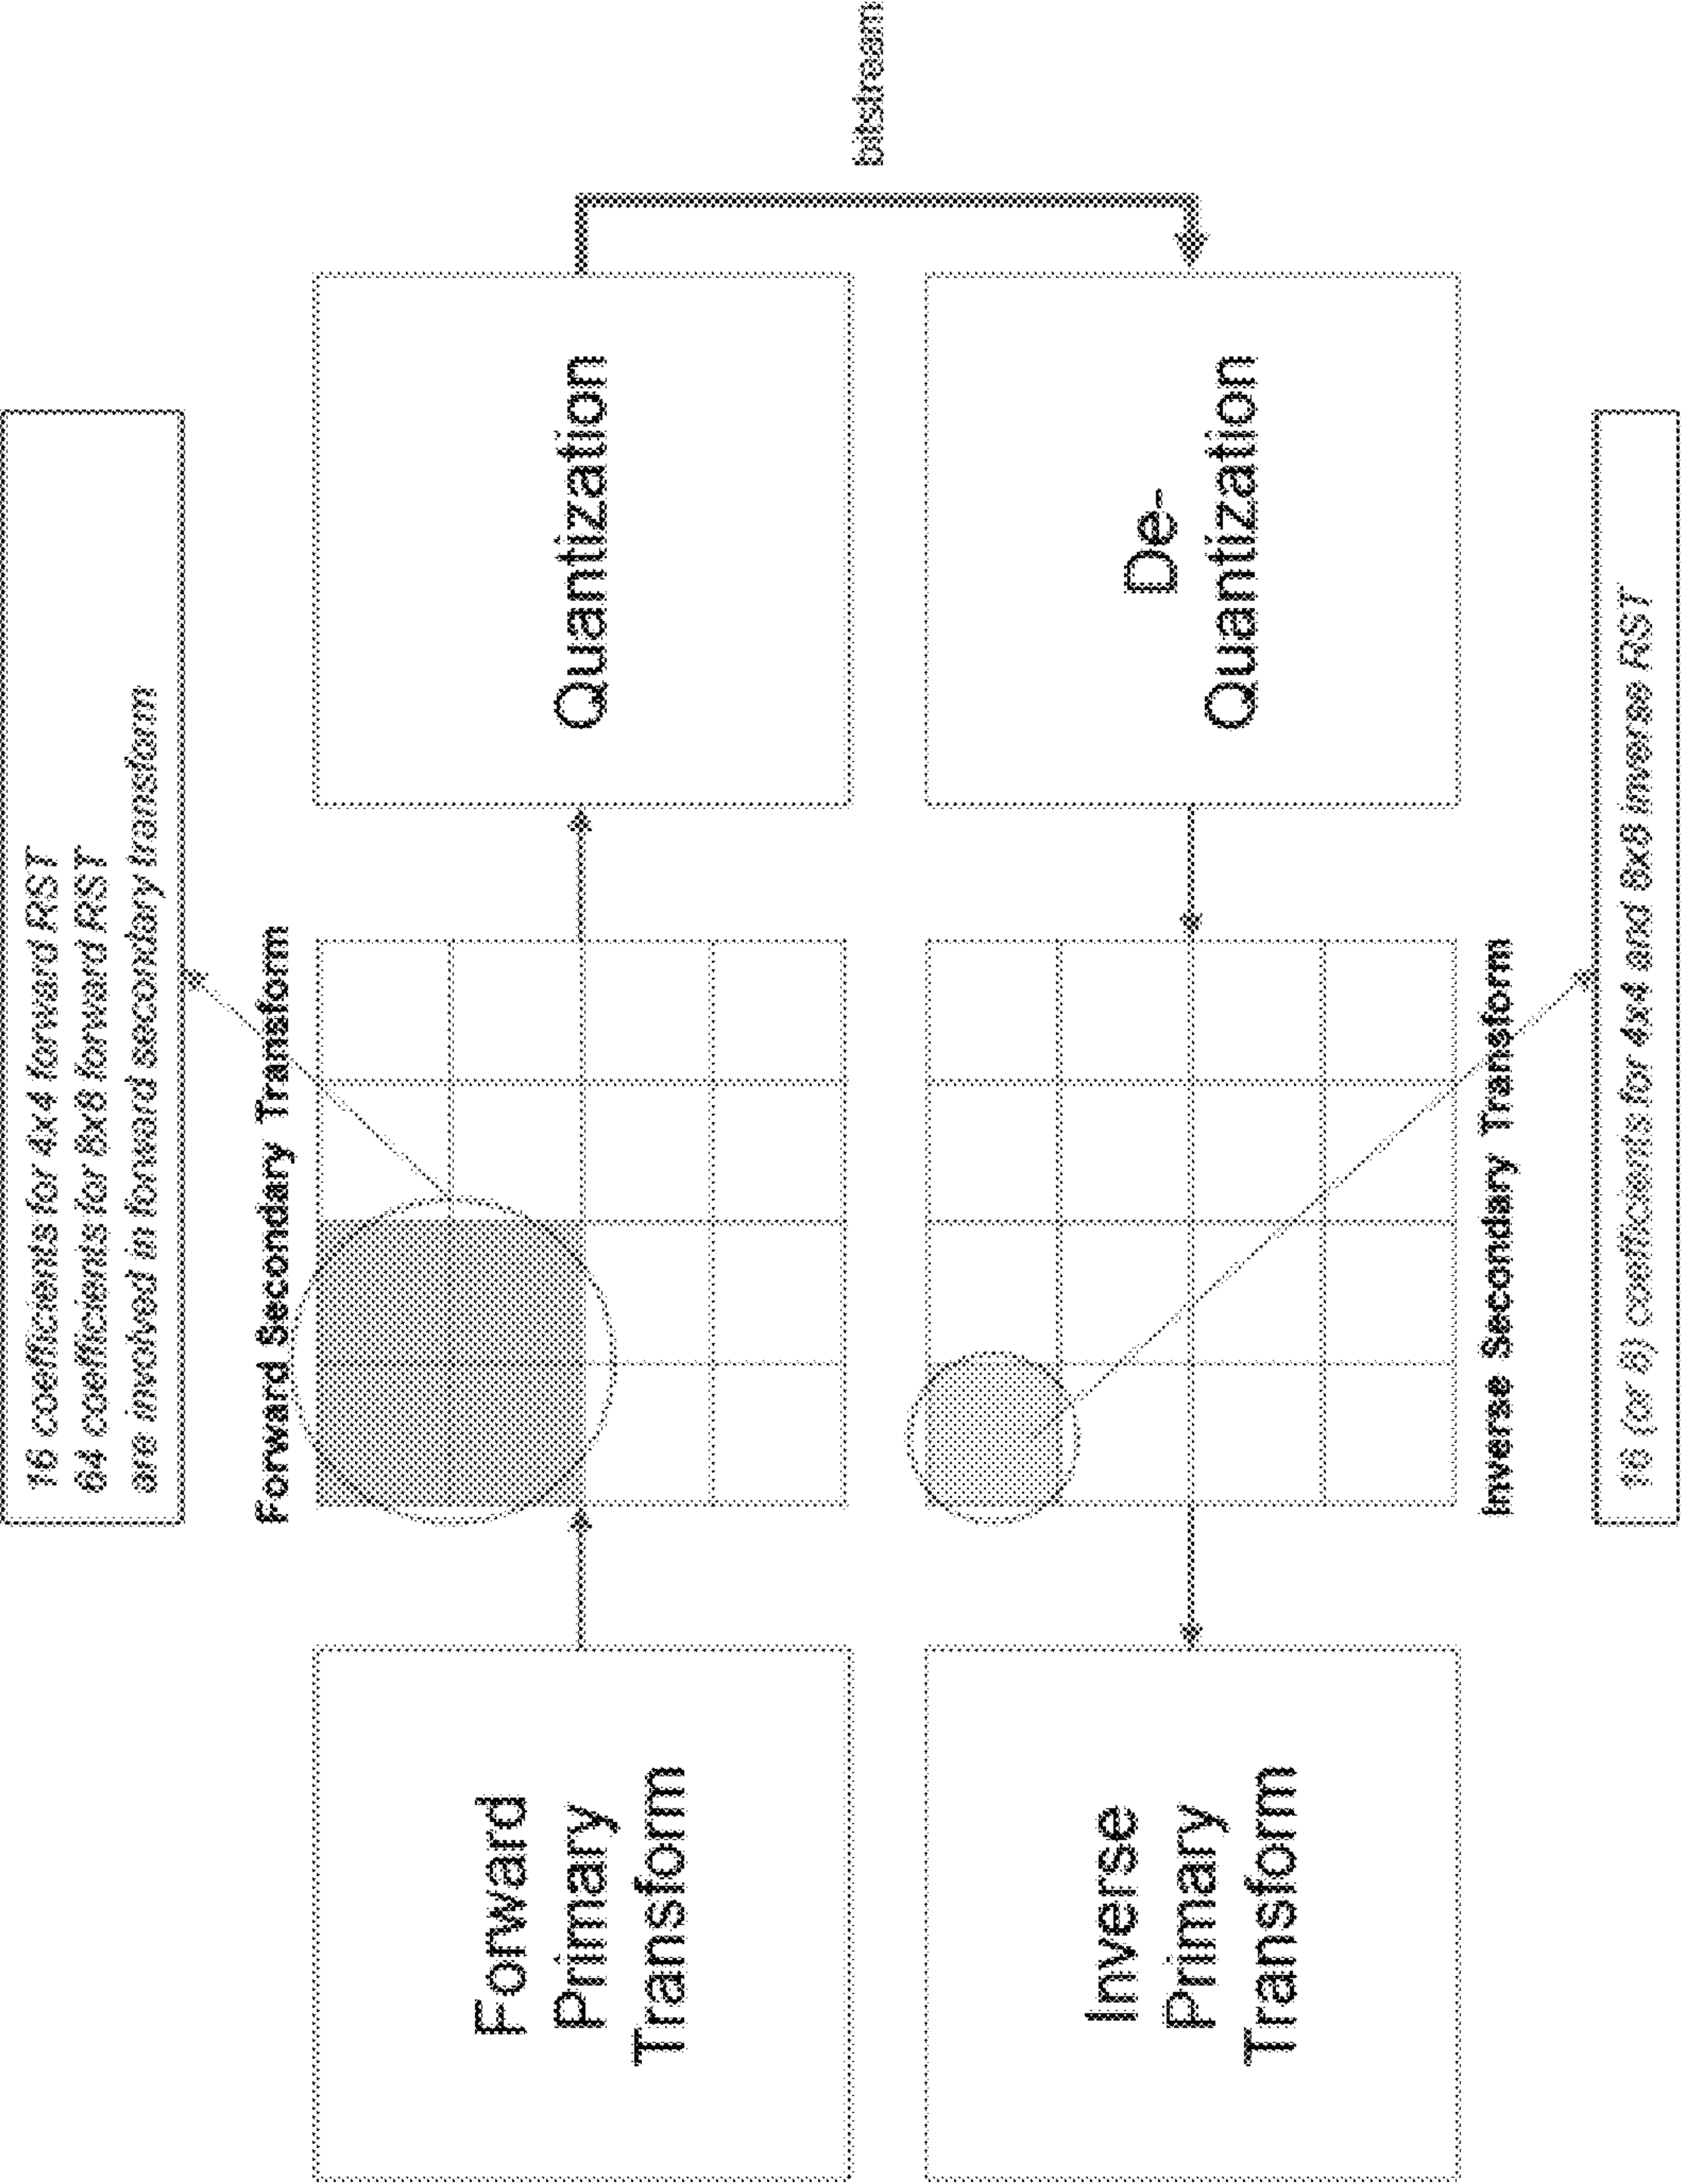 16 coefficients for 4x4 forward RST
64 coefficients for 8x8 forward RST
are involved in forward secondary transform
Forward Secondary Transform
Forward
Primary
Transform
Quantization
bitstream
Inverse
Primary
Transform
De-
Quantization
Inverse Secondary Transform
16 (or 8) coefficients for 4x4 and 8x8 inverse RST